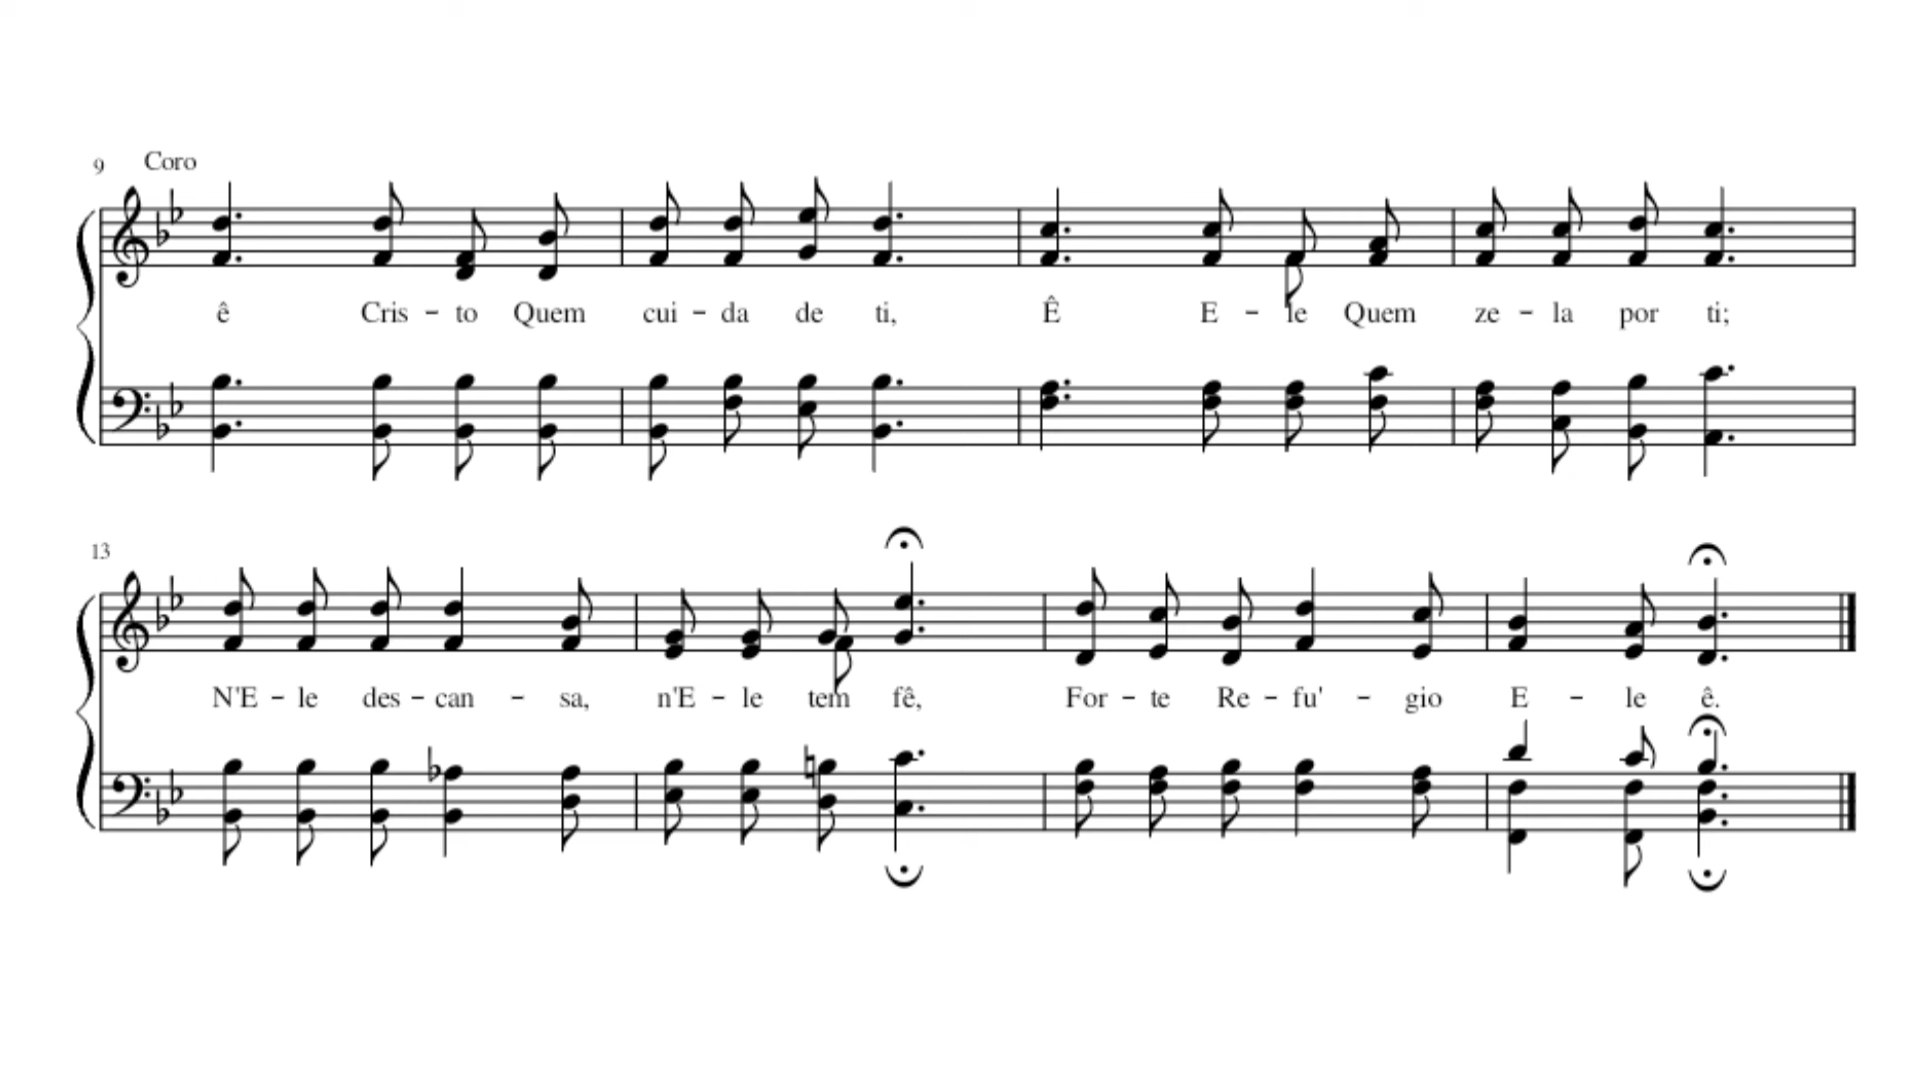 9 Coro
ê Cris - to Quem cui - da de ti, Ê E - le Quem ze - la por ti;
13
N'E - le des - can - sa, n'E - le tem fê, For - te Re - fu' - gio E - le ê.